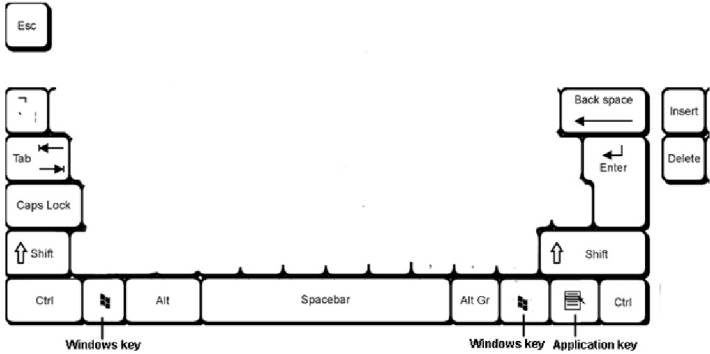 Esc
Back space
Insert
Tab
Enter
Delete
Caps Lock
Shift
Shift
Ctrl
Alt
Spacebar
Alt Gr
Ctrl
Windows key
Windows key
Application key